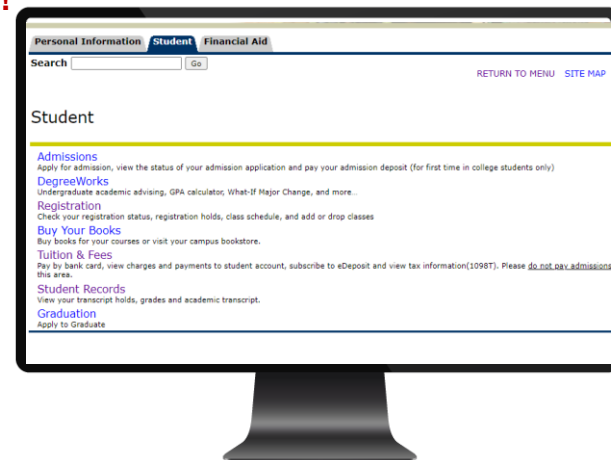 !
Personal Information Student Financial Aid
Search Go
RETURN TO MENU SITE MAP
Student
Admissions
Apply for admission, view the status of your admission application and pay your admission deposit (for first time in college students only)
DegreeWorks
Undergraduate academic advising, GPA calculator, What-If Major Change, and more...
Registration
Check your registration status, registration holds, class schedule, and add or drop classes
Buy Your Books
Buy books for your courses or visit your campus bookstore.
Tuition & Fees
Pay by bank card, view charges and payments to student account, subscribe to eDeposit and view tax information(1098T). Please do not pay admissions
this area.
Student Records
View your transcript holds, grades and academic transcript.
Graduation
Apply to Graduate